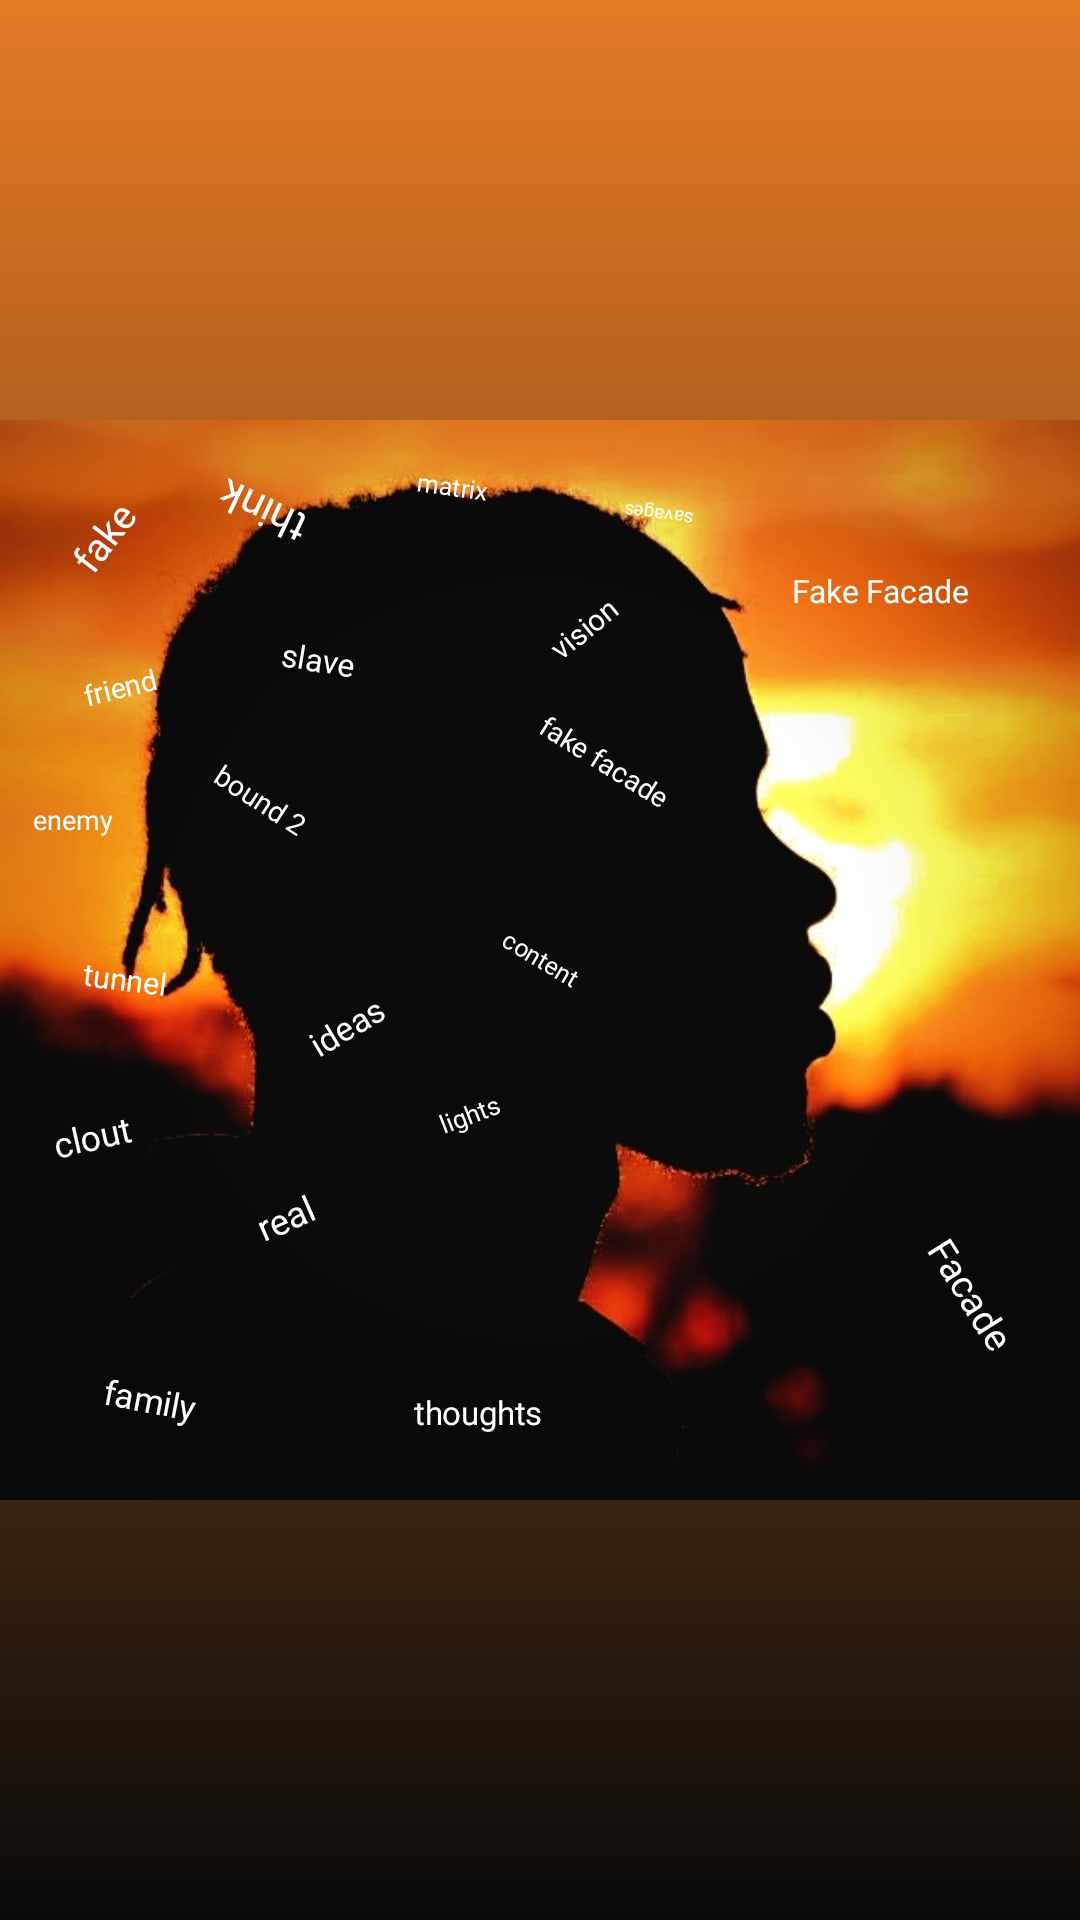 matrix
think
savages
fake
Fake Facade
vision
slave
friend
fake facade
bound 2
enemy
content
tunnel
ideas
lights
clout
real
Facade
family
thoughts